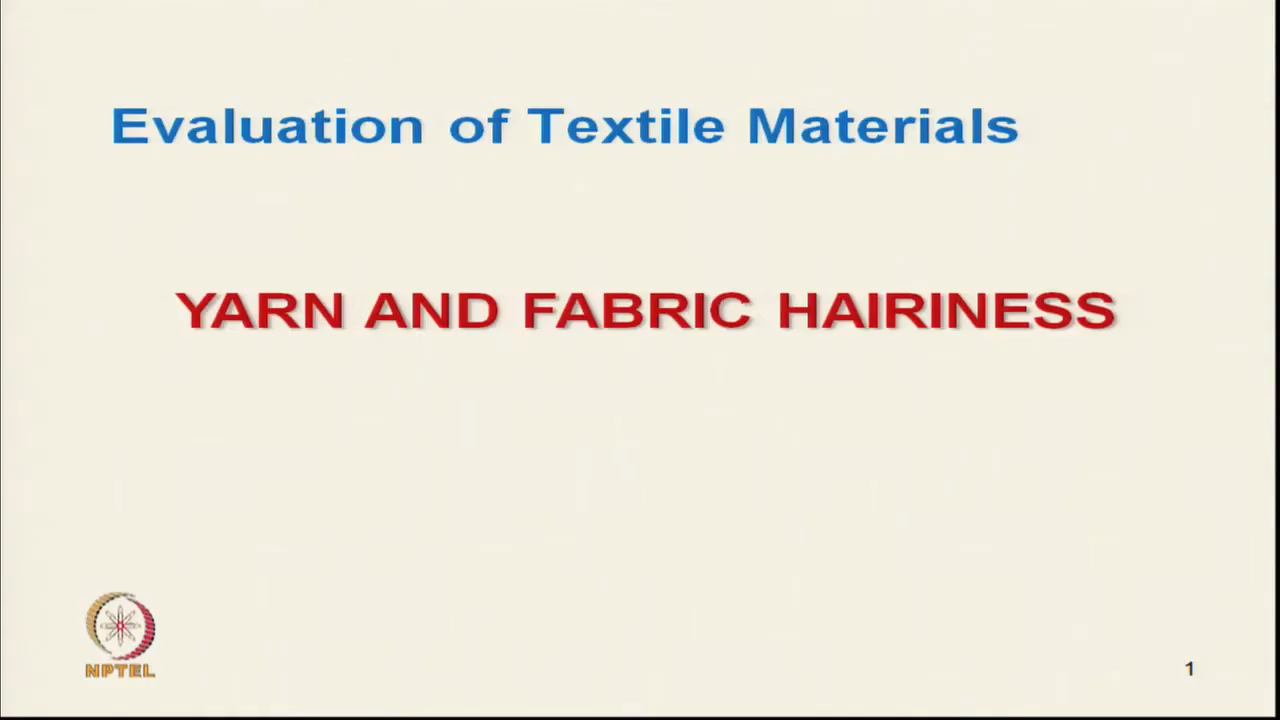 Evaluation of Textile Materials
YARN AND FABRIC HAIRINESS
NPTEL
1